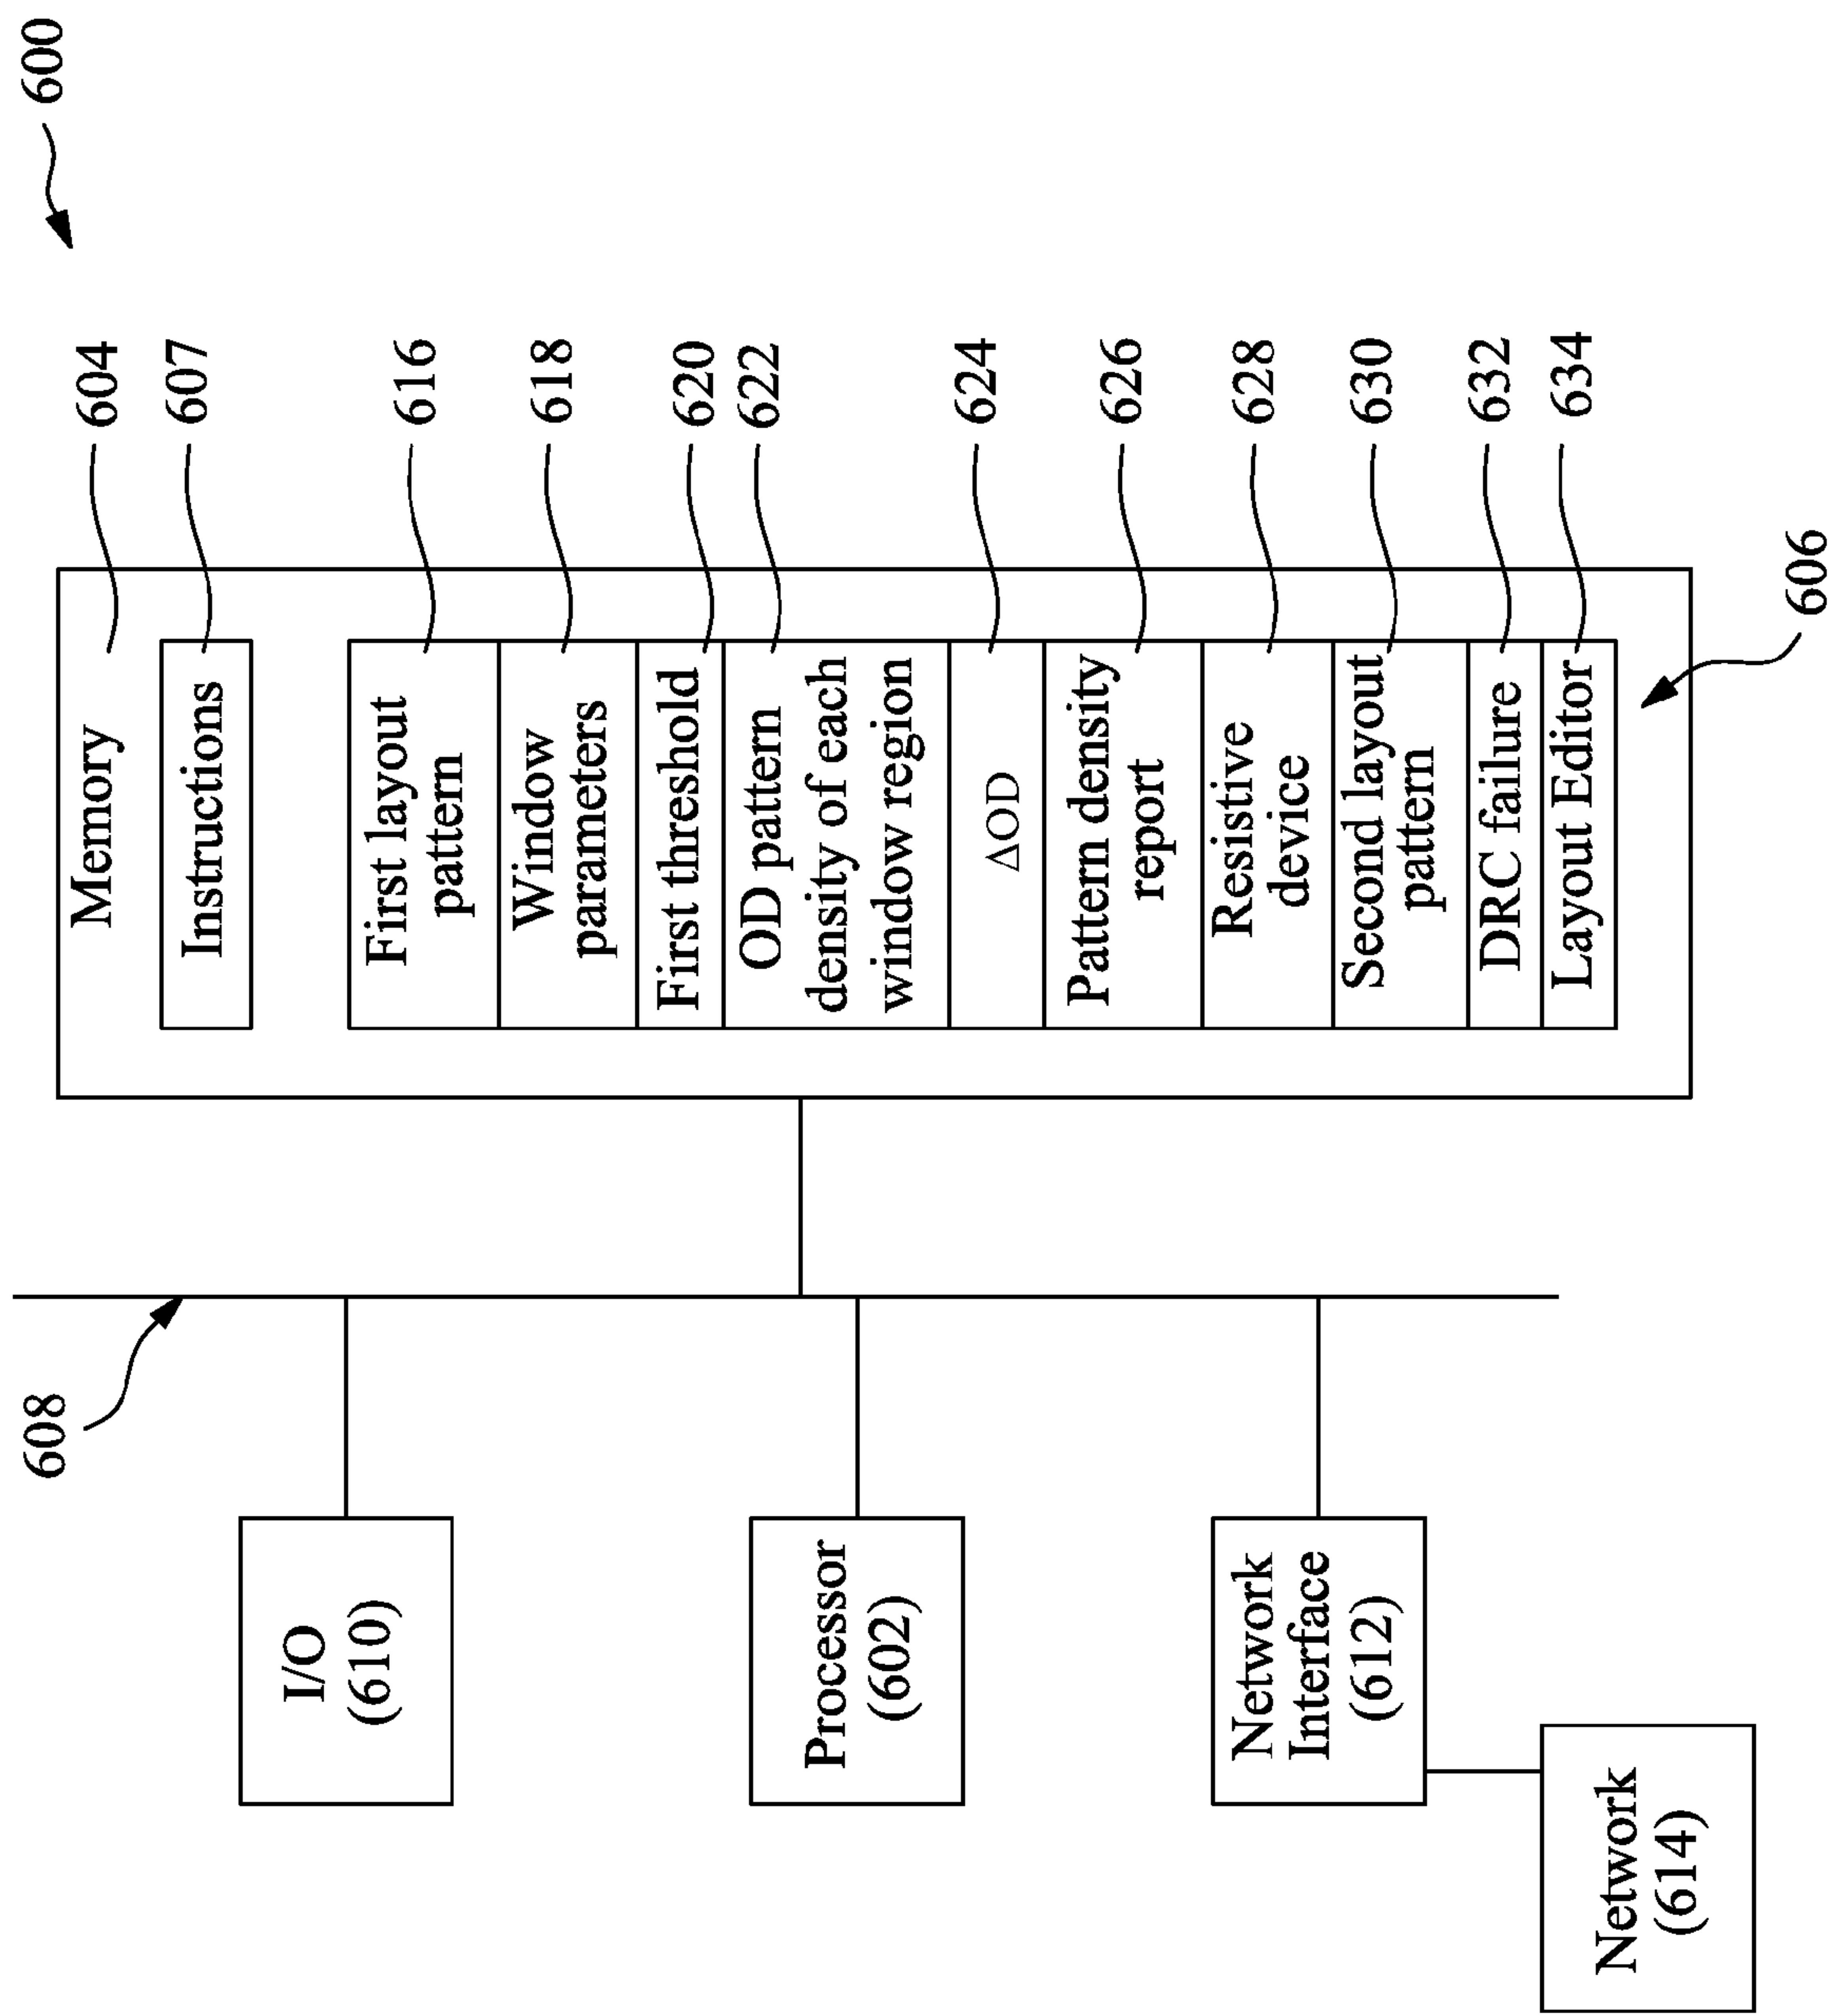 600
608
I/O
(610)
Processor
(602)
Network
Interface
(612)
Network
(614)
Memory
604
Instructions
607
First layout
pattern
616
Window
parameters
618
First threshold
620
OD pattern
density of each
window region
622
ΔOD
624
Pattern density
report
626
Resistive
device
628
Second layout
pattern
630
DRC failure
632
Layout Editor
634
606